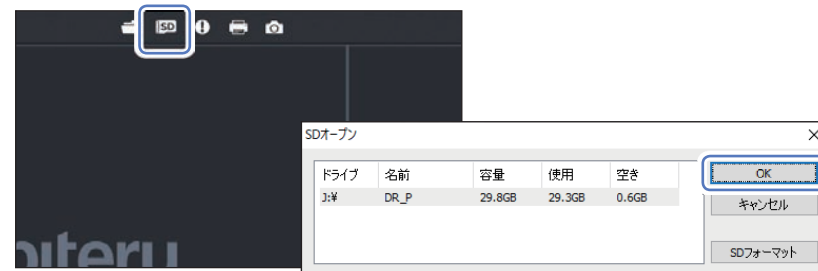 SD
SDオープン
ドライブ 名前 容量 使用 空き
J:¥ DR_P 29.8GB 29.3GB 0.6GB
OK
キャンセル
SDフォーマット